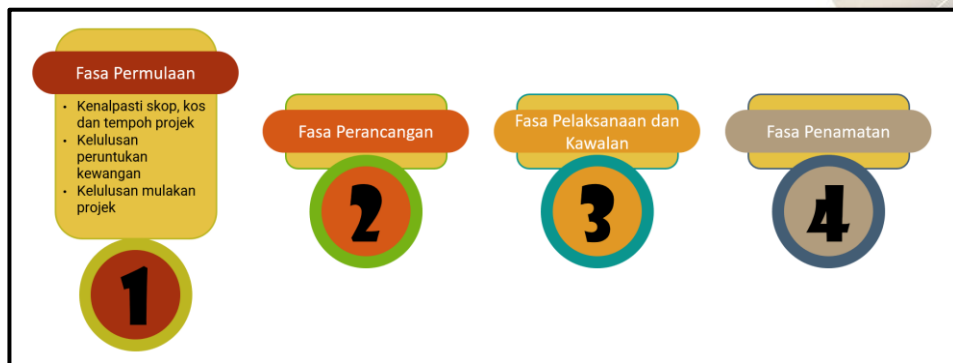 Fasa Permulaan
• Kenalpasti skop, kos
dan tempoh projek
• Kelulusan
peruntukan
kewangan
• Kelulusan mulakan
projek
1
Fasa Perancangan
2
Fasa Pelaksanaan dan
Kawalan
3
Fasa Penamatan
4